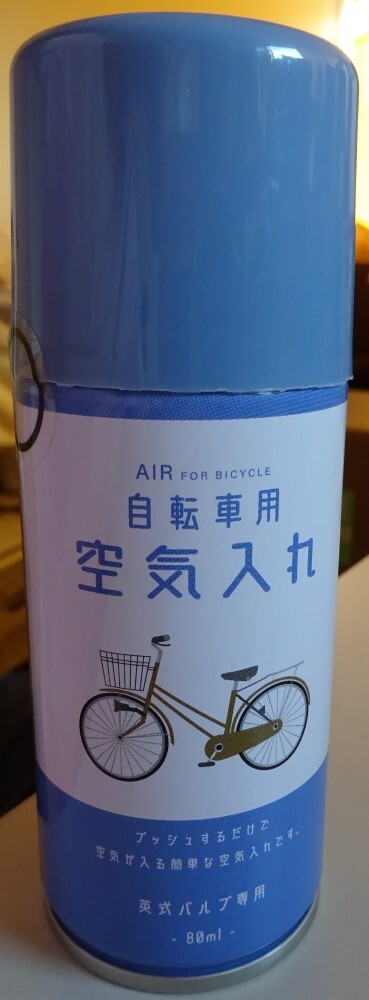 AIR FOR BICYCLE
自転車用
空気入れ
プッシュするだけで
空気が入る簡単な空気入れです。
英式バルブ専用
- 80ml -